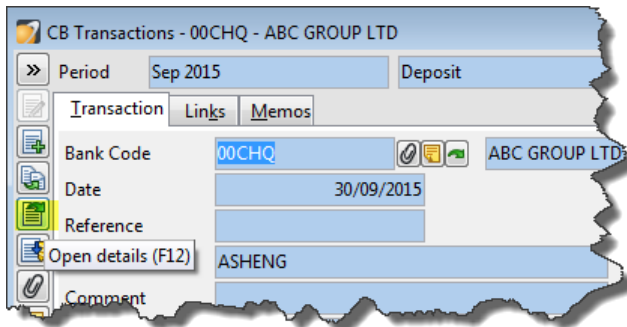 CB Transactions - 00CHQ - ABC GROUP LTD
Period Sep 2015 Deposit
Transaction Links Memos
Bank Code 00CHQ ABC GROUP LTD
Date 30/09/2015
Reference
Open details (F12) ASHENG
Comment